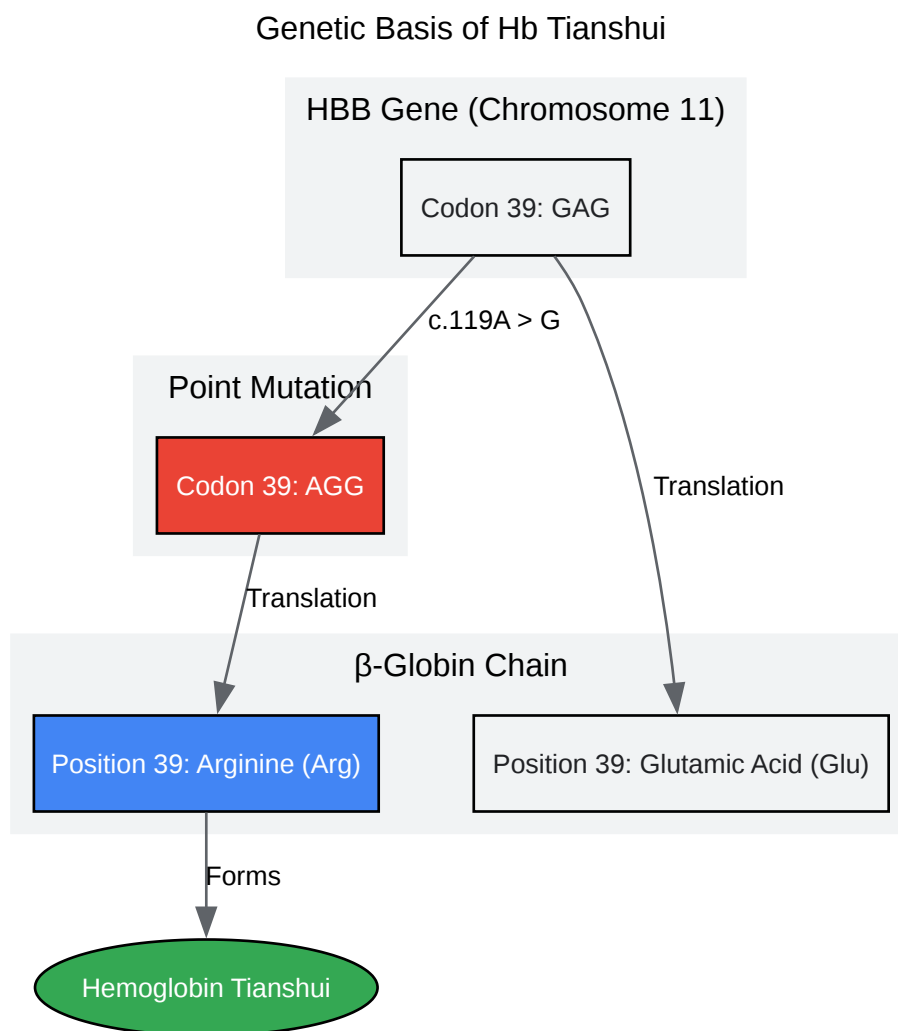 Genetic Basis of Hb Tianshui
HBB Gene (Chromosome 11)
Codon 39: GAG
c.119A > G
Point Mutation
Codon 39: AGG
Translation
Translation
β-Globin Chain
Position 39: Arginine (Arg)
Position 39: Glutamic Acid (Glu)
Forms
Hemoglobin Tianshui